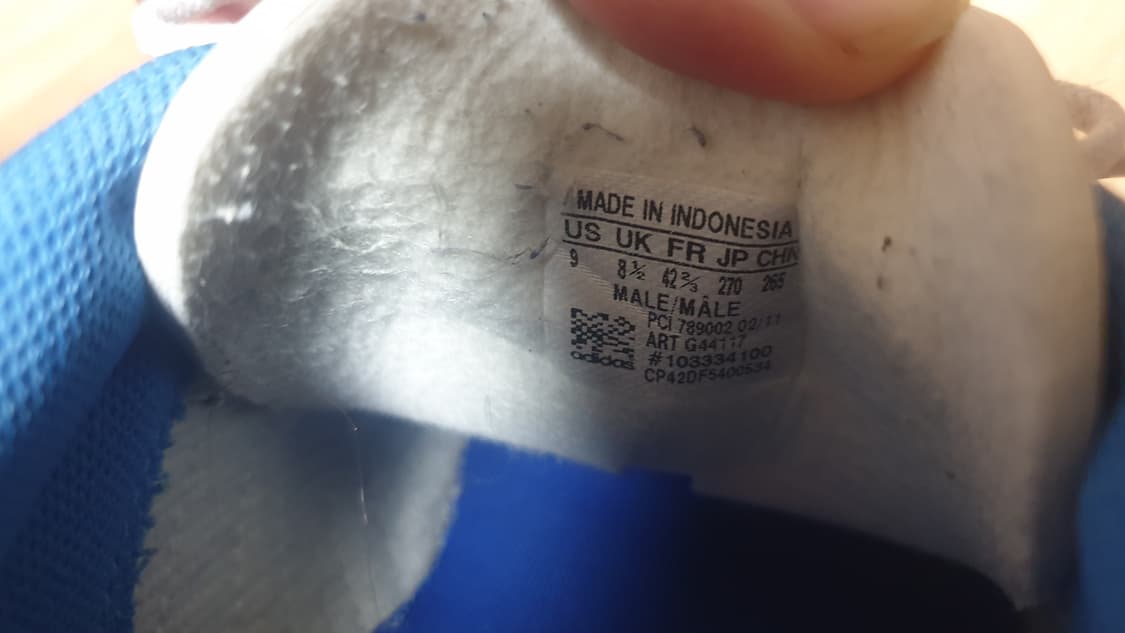 MADE IN INDONESIA
US UK FR JP CHN
9 8½ 42⅔ 270 265
MALE/MÂLE
PCI 789002 02/11
ART G44117
#103334100
CP42DF5400534
adidas